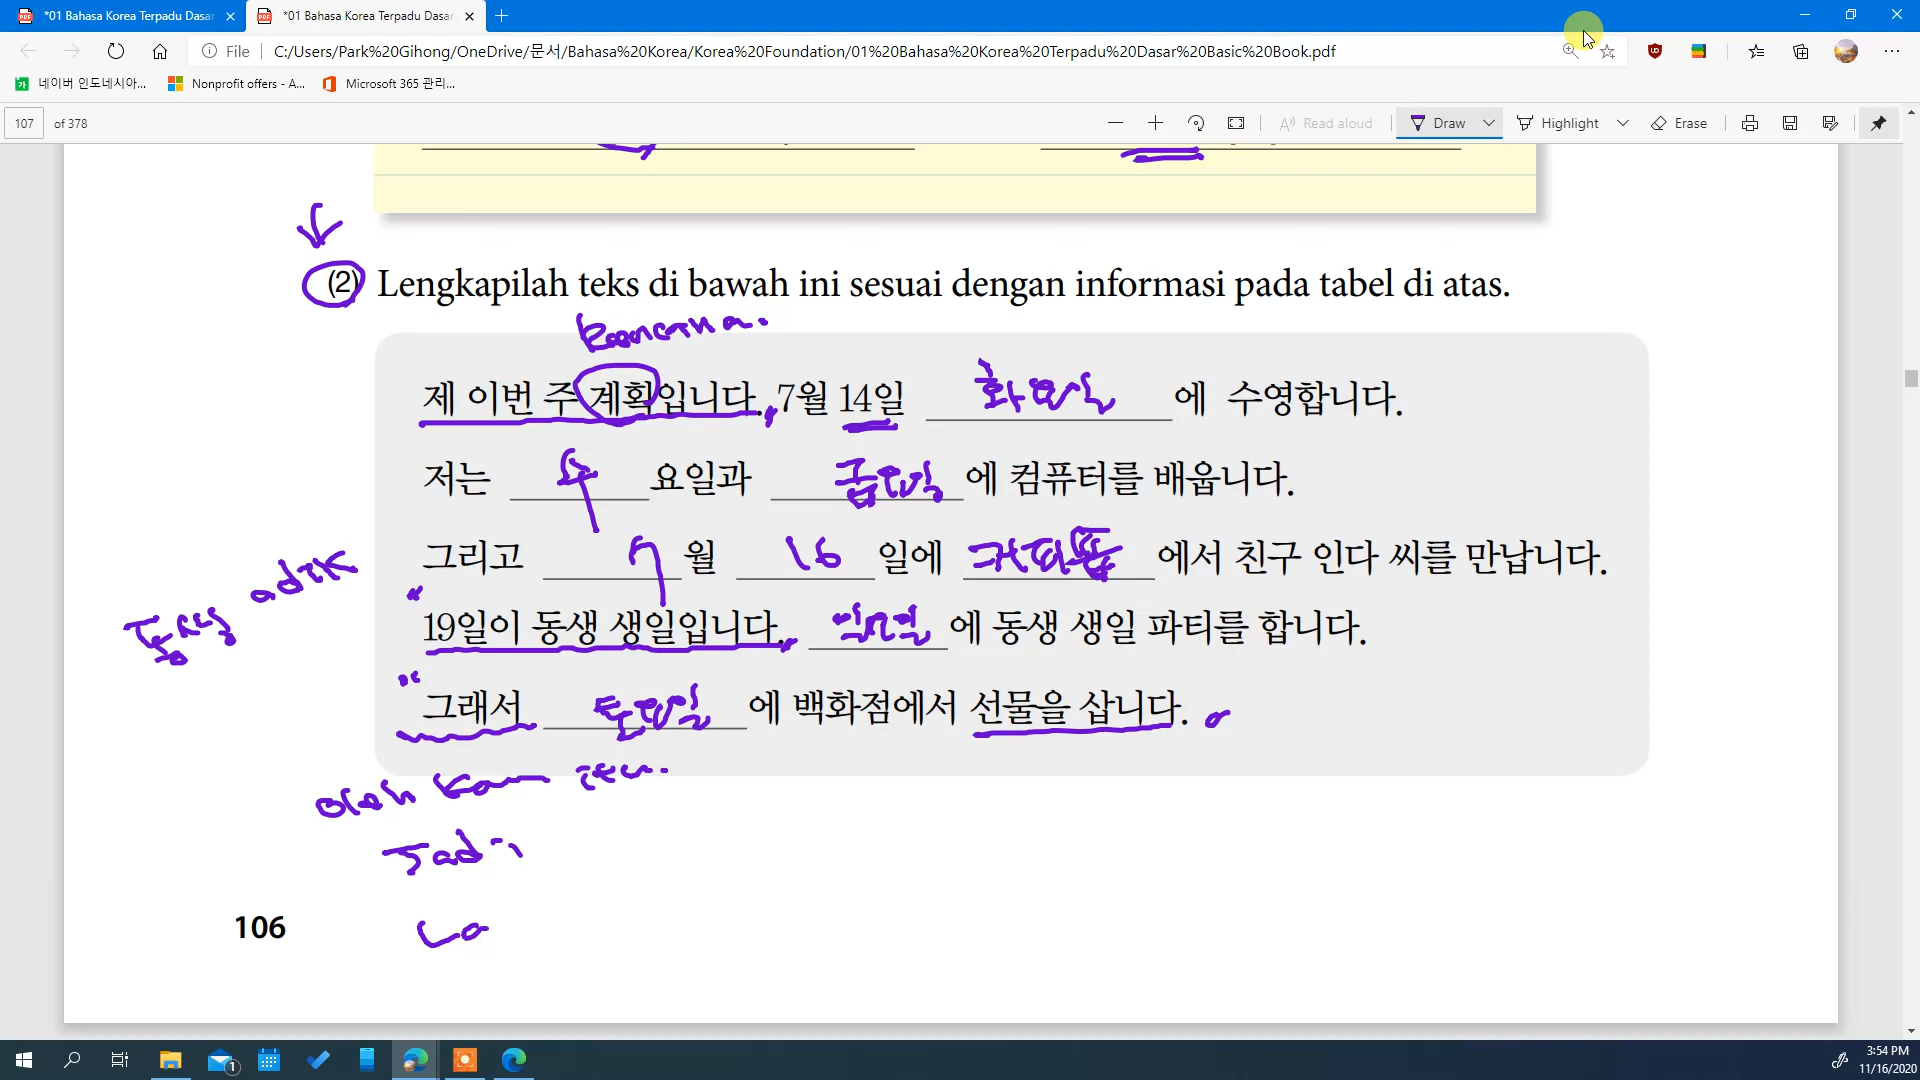 *01 Bahasa Korea Terpadu Dasar
*01 Bahasa Korea Terpadu Dasar
File
C:/Users/Park%20Gihong/OneDrive/문서/Bahasa%20Korea/Korea%20Foundation/01%20Bahasa%20Korea%20Terpadu%20Dasar%20Basic%20Book.pdf
네이버 인도네시아어... Nonprofit offers - A... Microsoft 365 관리...
107 of 378 Read aloud Draw Highlight Erase
(2) Lengkapilah teks di bawah ini sesuai dengan informasi pada tabel di atas.
제 이번 주 계획입니다. 7월 14일 화요일 에 수영합니다.
저는 수 요일과 금요일 에 컴퓨터를 배웁니다.
그리고 7 월 16 일에 커피숍 에서 친구 인다 씨를 만납니다.
adik
동생
19일이 동생 생일입니다. 일요일 에 동생 생일 파티를 합니다.
그래서 토요일 에 백화점에서 선물을 삽니다.
oleh
Jadi
106
1
3:54 PM
11/16/2020